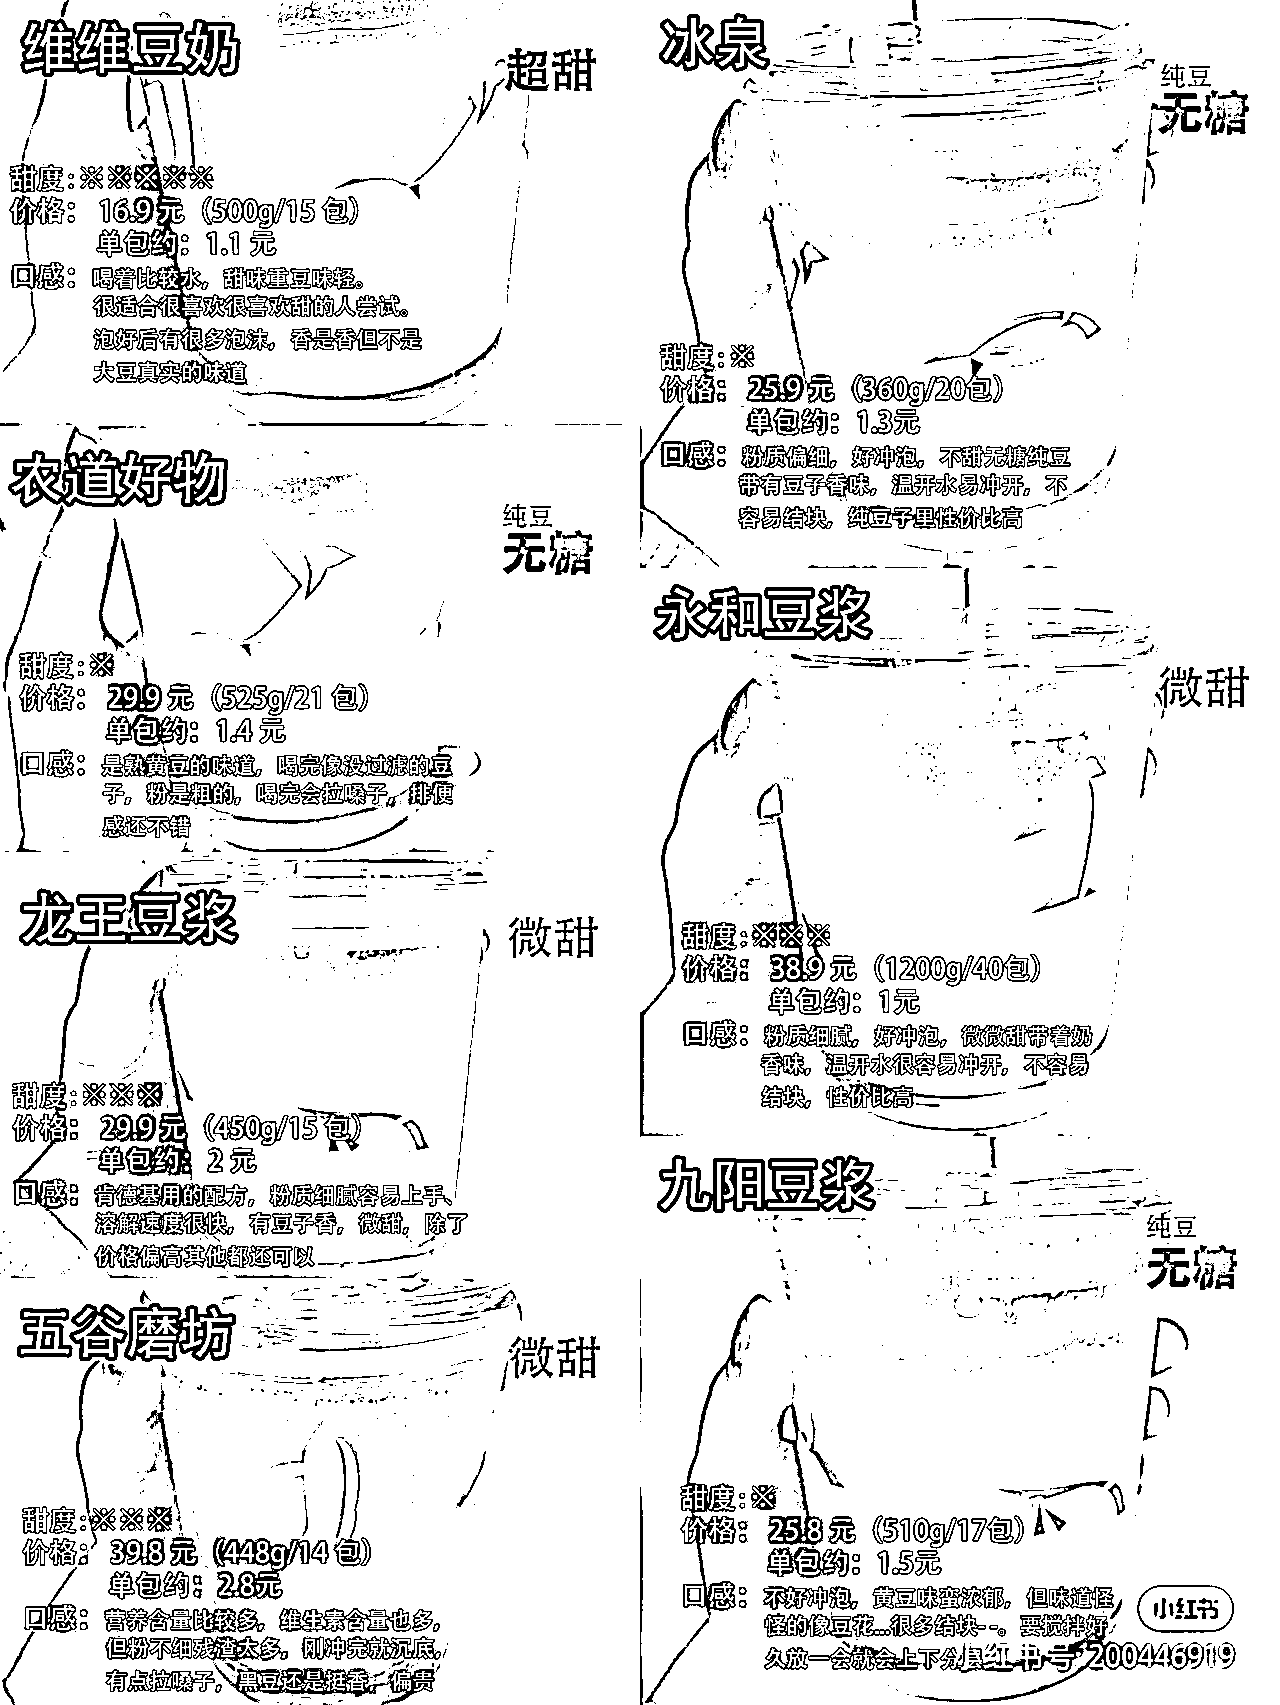 维维豆奶
超甜
甜度:※※※※※
价格： 16.9 元（500g/15 包）
单包约：1.1 元
口感：喝着比较水，甜味重豆味轻。
很适合很喜欢很喜欢甜的人尝试。
泡好后有很多泡沫，香是香但不是
大豆真实的味道
农道好物
纯豆
无糖
甜度:※
价格： 29.9 元（525g/21 包）
单包约：1.4 元
口感：是熟黄豆的味道，喝完像没过滤的豆
子，粉是粗的，喝完会拉嗓子，排便
感还不错
龙王豆浆
微甜
甜度:※※※
价格： 29.9 元（450g/15 包）
单包约：2 元
口感：肯德基用的配方，粉质细腻容易上手、
溶解速度很快，有豆子香，微甜，除了
价格偏高其他都还可以
五谷磨坊
微甜
甜度:※※※
价格： 39.8 元（448g/14 包）
单包约：2.8元
口感：营养含量比较多，维生素含量也多，
但粉不细残渣太多，刚冲完就沉底，
有点拉嗓子，黑豆还是挺香，偏贵
冰泉
纯豆
无糖
甜度:※
价格： 25.9 元（360g/20包）
单包约：1.3元
口感：粉质偏细，好冲泡，不甜无糖纯豆
带有豆子香味，温开水易冲开，不
容易结块，纯豆子里性价比高
永和豆浆
微甜
甜度:※※※
价格： 38.9 元（1200g/40包）
单包约：1元
口感：粉质细腻，好冲泡，微微甜带着奶
香味，温开水很容易冲开，不容易
结块，性价比高
九阳豆浆
纯豆
无糖
甜度:※
价格： 25.8 元（510g/17包）
单包约：1.5元
口感：不好冲泡，黄豆味蛮浓郁，但味道怪
怪的像豆花...很多结块--。要搅拌好
久放一会就会上下分层
小红书
小红书号 200446919